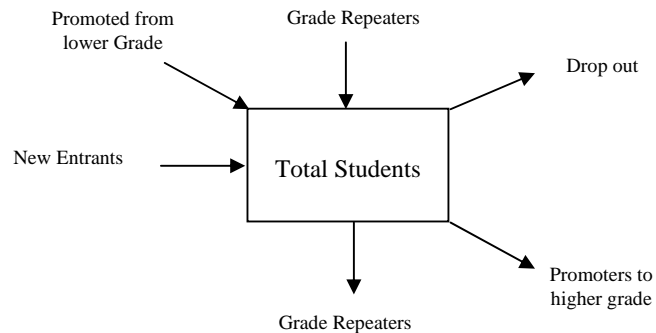 Promoted from
lower Grade
Grade Repeaters
Drop out
New Entrants
Total Students
Promoters to
higher grade
Grade Repeaters